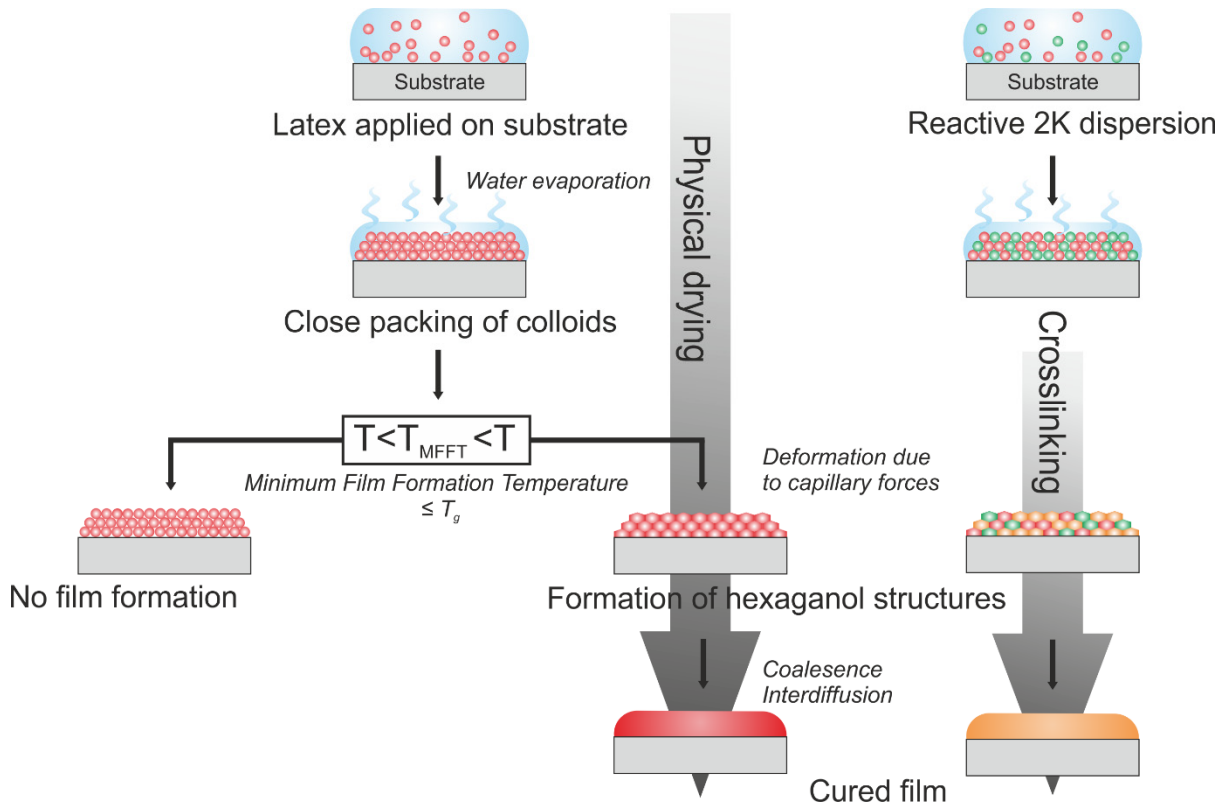 Substrate
Latex applied on substrate
Water evaporation
Close packing of colloids
T<T_MFFT<T
Minimum Film Formation Temperature
≤ T_g
No film formation
Physical drying
Deformation due
to capillary forces
Formation of hexaganol structures
Coalesence
Interdiffusion
Substrate
Reactive 2K dispersion
Crosslinking
Cured film